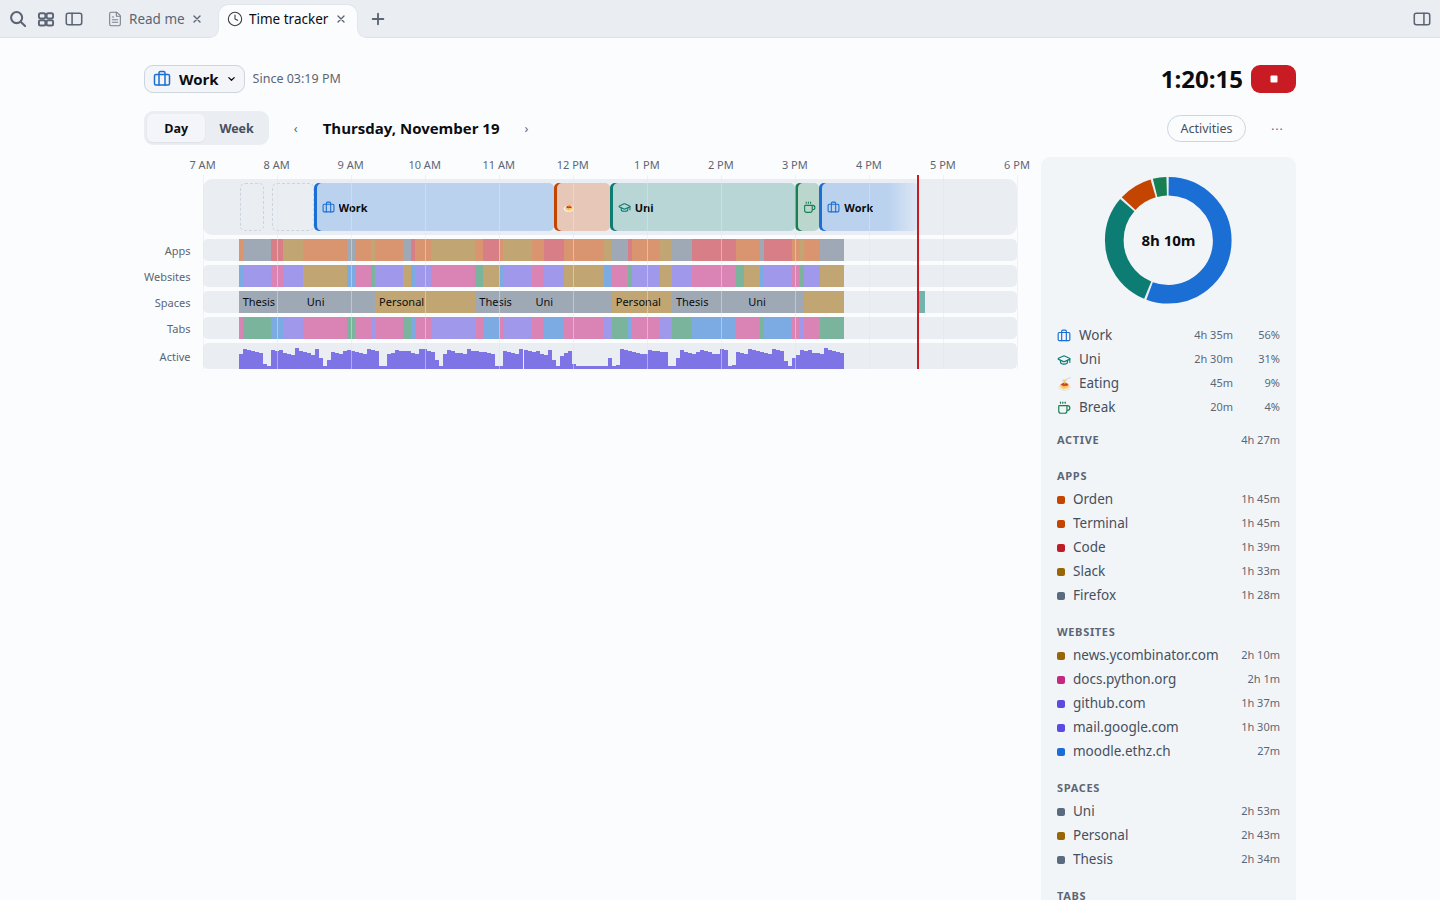 Read me
Time tracker
Work
Since 03:19 PM
1:20:15
Day
Week
Thursday, November 19
Activities
7 AM 8 AM 9 AM 10 AM 11 AM 12 PM 1 PM 2 PM 3 PM 4 PM 5 PM 6 PM
Work
Uni
Work
Apps
Websites
Spaces
Thesis Uni Personal Thesis Uni Personal Thesis Uni
Tabs
Active
8h 10m
Work 4h 35m 56%
Uni 2h 30m 31%
Eating 45m 9%
Break 20m 4%
ACTIVE 4h 27m
APPS
Orden 1h 45m
Terminal 1h 45m
Code 1h 39m
Slack 1h 33m
Firefox 1h 28m
WEBSITES
news.ycombinator.com 2h 10m
docs.python.org 2h 1m
github.com 1h 37m
mail.google.com 1h 30m
moodle.ethz.ch 27m
SPACES
Uni 2h 53m
Personal 2h 43m
Thesis 2h 34m
TABS